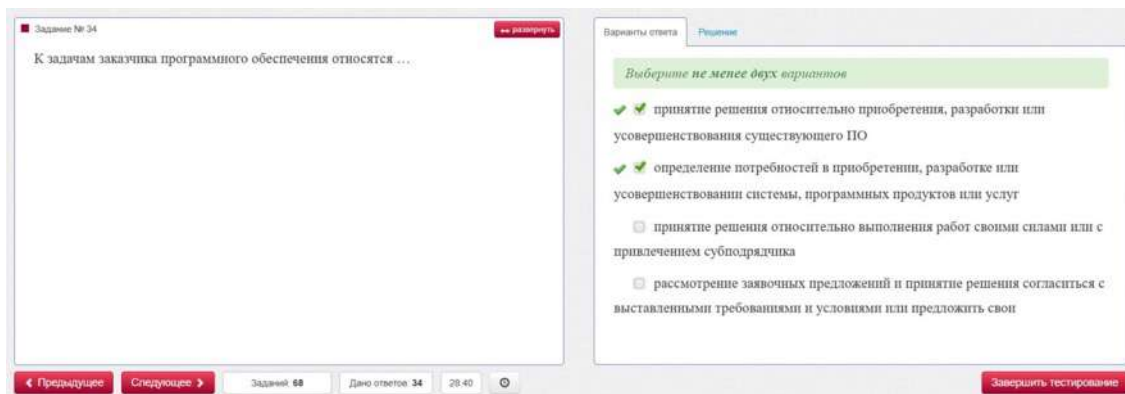 Задание № 34
развернуть
К задачам заказчика программного обеспечения относятся …
Варианты ответа
Решение
Выберите не менее двух вариантов
принятие решения относительно приобретения, разработки или
усовершенствования существующего ПО
определение потребностей в приобретении, разработке или
усовершенствовании системы, программных продуктов или услуг
принятие решения относительно выполнения работ своими силами или с
привлечением субподрядчика
рассмотрение заявочных предложений и принятие решения согласиться с
выставленными требованиями и условиями или предложить свои
Предыдущее
Следующее
Заданий: 68
Дано ответов: 34
28:40
Завершить тестирование